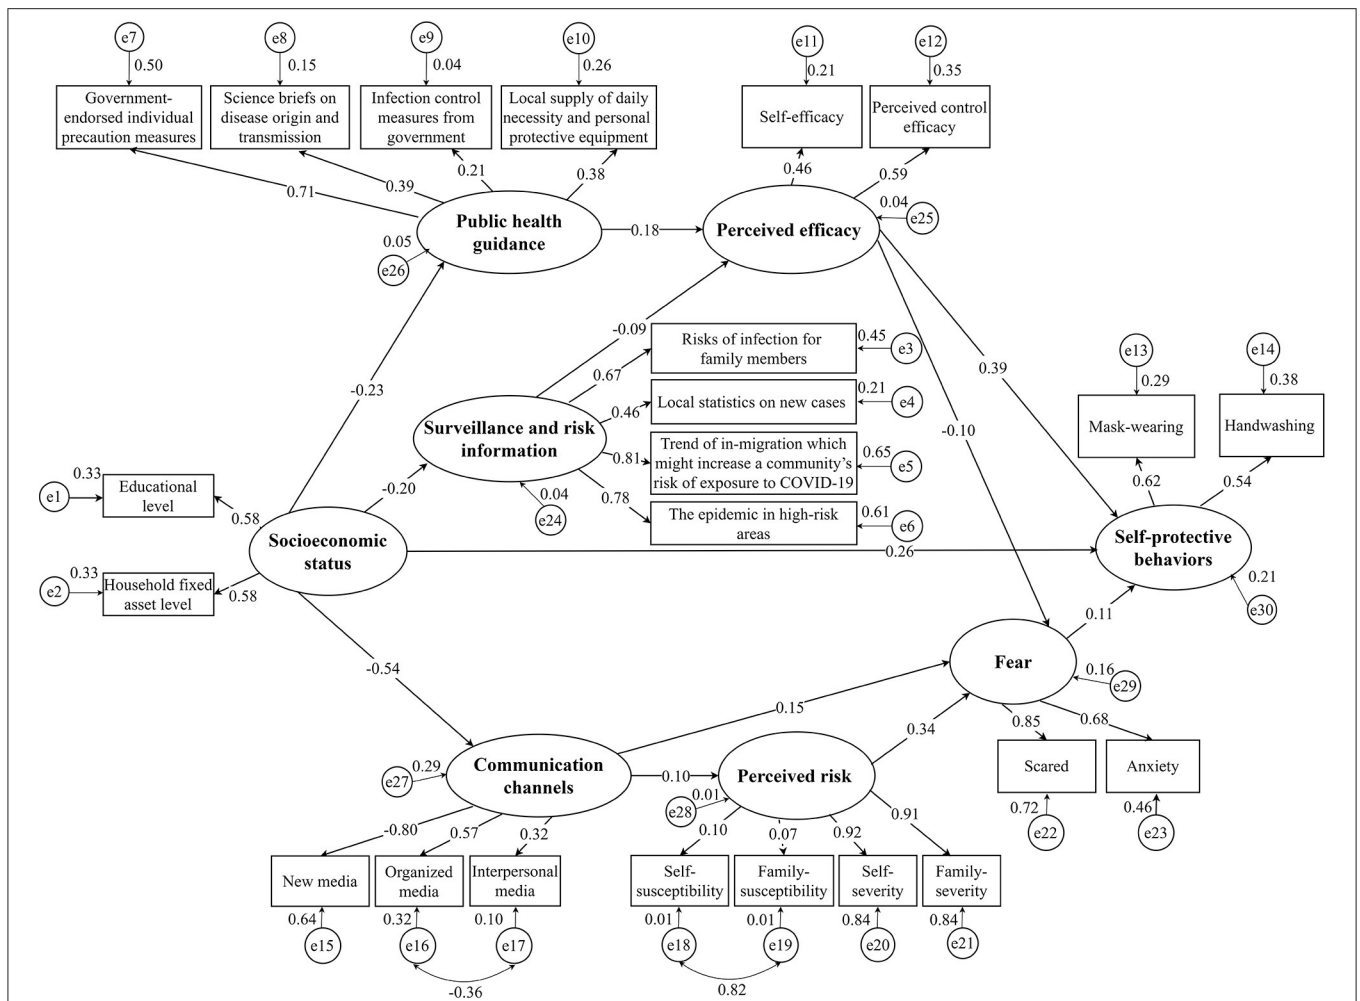 e7
e8
e9
e10
e11
e12
0.50
0.15
0.04
0.26
0.21
0.35
Government-
endorsed individual
precaution measures
Science briefs on
disease origin and
transmission
Infection control
measures from
government
Local supply of daily
necessity and personal
protective equipment
Self-efficacy
Perceived control
efficacy
0.71
0.39
0.21
0.38
0.46
0.59
Public health
guidance
0.05
e26
0.18
Perceived efficacy
0.04
e25
-0.09
Risks of infection for
family members
0.45
e3
0.67
Local statistics on new cases
0.21
e4
0.46
Trend of in-migration which
might increase a community's
risk of exposure to COVID-19
0.65
e5
0.81
The epidemic in high-risk
areas
0.61
e6
0.78
Surveillance and risk
information
0.04
e24
-0.23
-0.20
0.39
-0.10
e13
e14
0.29
0.38
Mask-wearing
Handwashing
0.62
0.54
Self-protective
behaviors
0.21
e30
0.33
e1
Educational
level
0.58
0.33
e2
Household fixed
asset level
0.58
Socioeconomic
status
0.26
0.11
-0.54
Fear
0.16
e29
0.15
0.34
0.85
0.68
Scared
Anxiety
0.72
e22
0.46
e23
Communication
channels
0.29
e27
0.10
Perceived risk
0.01
e28
-0.80
0.57
0.32
0.10
0.07
0.92
0.91
New media
Organized
media
Interpersonal
media
Self-
susceptibility
Family-
susceptibility
Self-
severity
Family-
severity
0.64
0.32
0.10
0.01
0.01
0.84
0.84
e15
e16
e17
e18
e19
e20
e21
-0.36
0.82